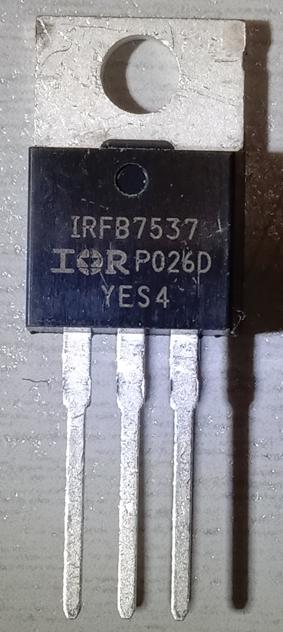 IRFB7537
IOR P026D
YES4